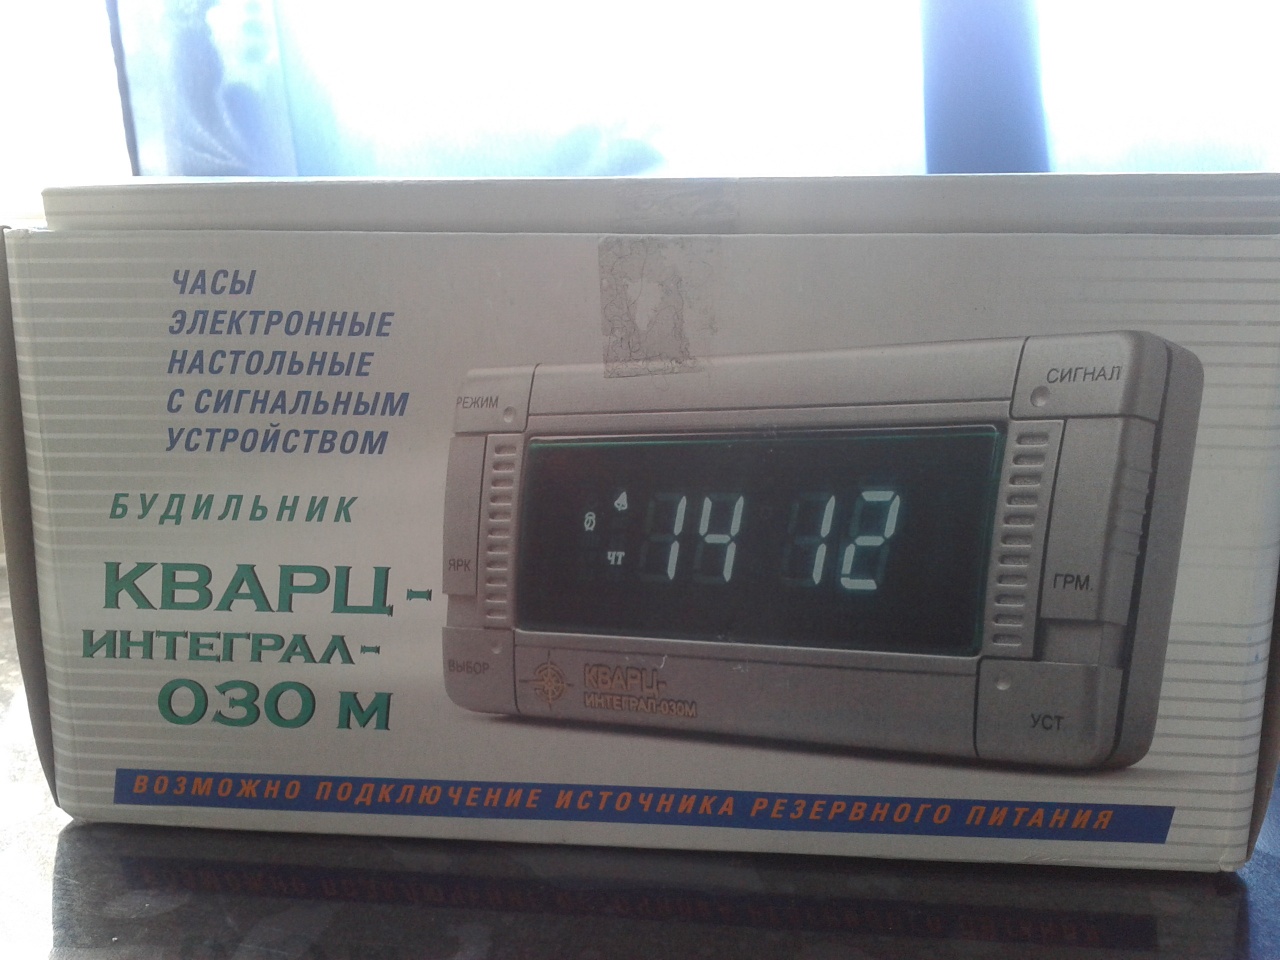 ЧАСЫ
ЭЛЕКТРОННЫЕ
НАСТОЛЬНЫЕ
С СИГНАЛЬНЫМ
УСТРОЙСТВОМ
БУДИЛЬНИК
КВАРЦ-
ИНТЕГРАЛ-
030 М
РЕЖИМ
СИГНАЛ
ЧТ
14 12
ЯРК
ГРМ.
ВЫБОР
КВАРЦ-
ИНТЕГРАЛ-030М
УСТ
ВОЗМОЖНО ПОДКЛЮЧЕНИЕ ИСТОЧНИКА РЕЗЕРВНОГО ПИТАНИЯ